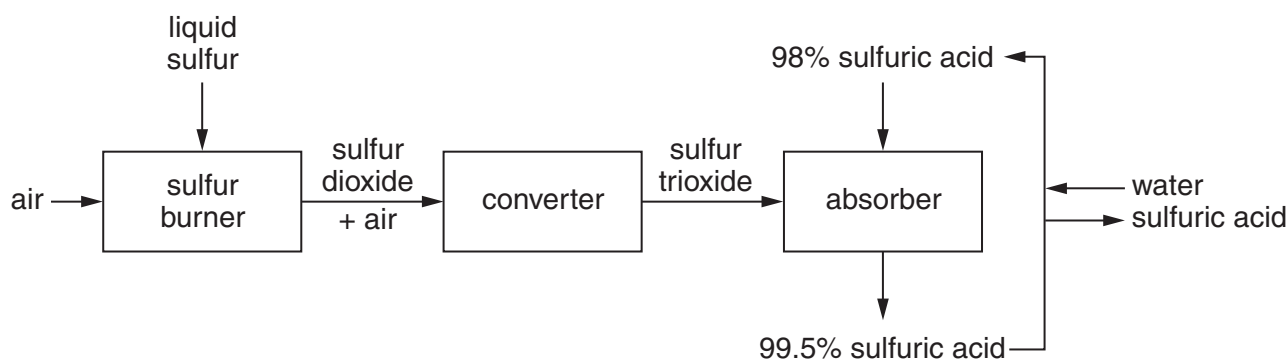 liquid
sulfur
98% sulfuric acid
air
sulfur
burner
sulfur
dioxide
+ air
converter
sulfur
trioxide
absorber
water
sulfuric acid
99.5% sulfuric acid